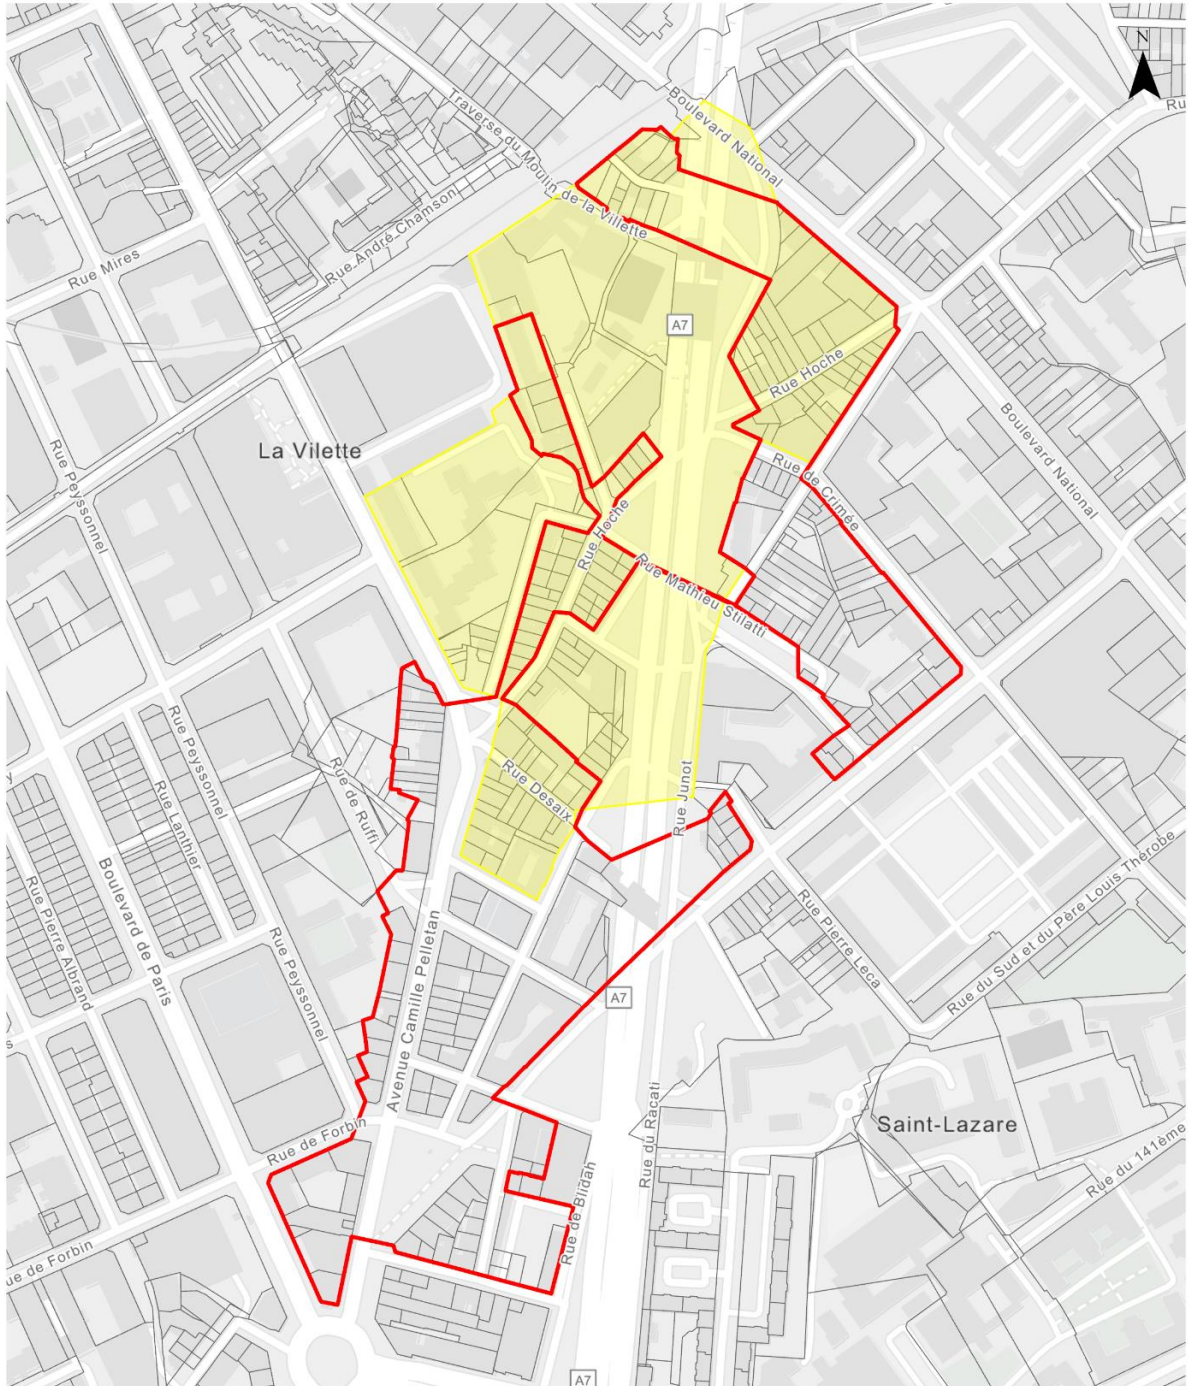 N
Ru
Boulevard National
Traverse du Moulin de la Villette
Rue André Chamson
Rue Mires
A7
Rue Hoche
La Vilette
Boulevard National
Rue de Crimée
Rue Peyssonnel
Rue Hoche
Rue Mathieu Stilatti
Rue Peyssonnel
Rue de Ruffi
Rue Desaix
Rue Junot
Rue Lanthier
y
Boulevard de Paris
Rue Pierre Albrand
Rue Peyssonnel
Avenue Camille Pelletan
Rue Pierre Leca
Rue du Sud et du Père Louis Thérobe
A7
s
Rue de Forbin
Rue du Racati
Saint-Lazare
Rue du 141ème
Rue de Blidah
ue de Forbin
A7